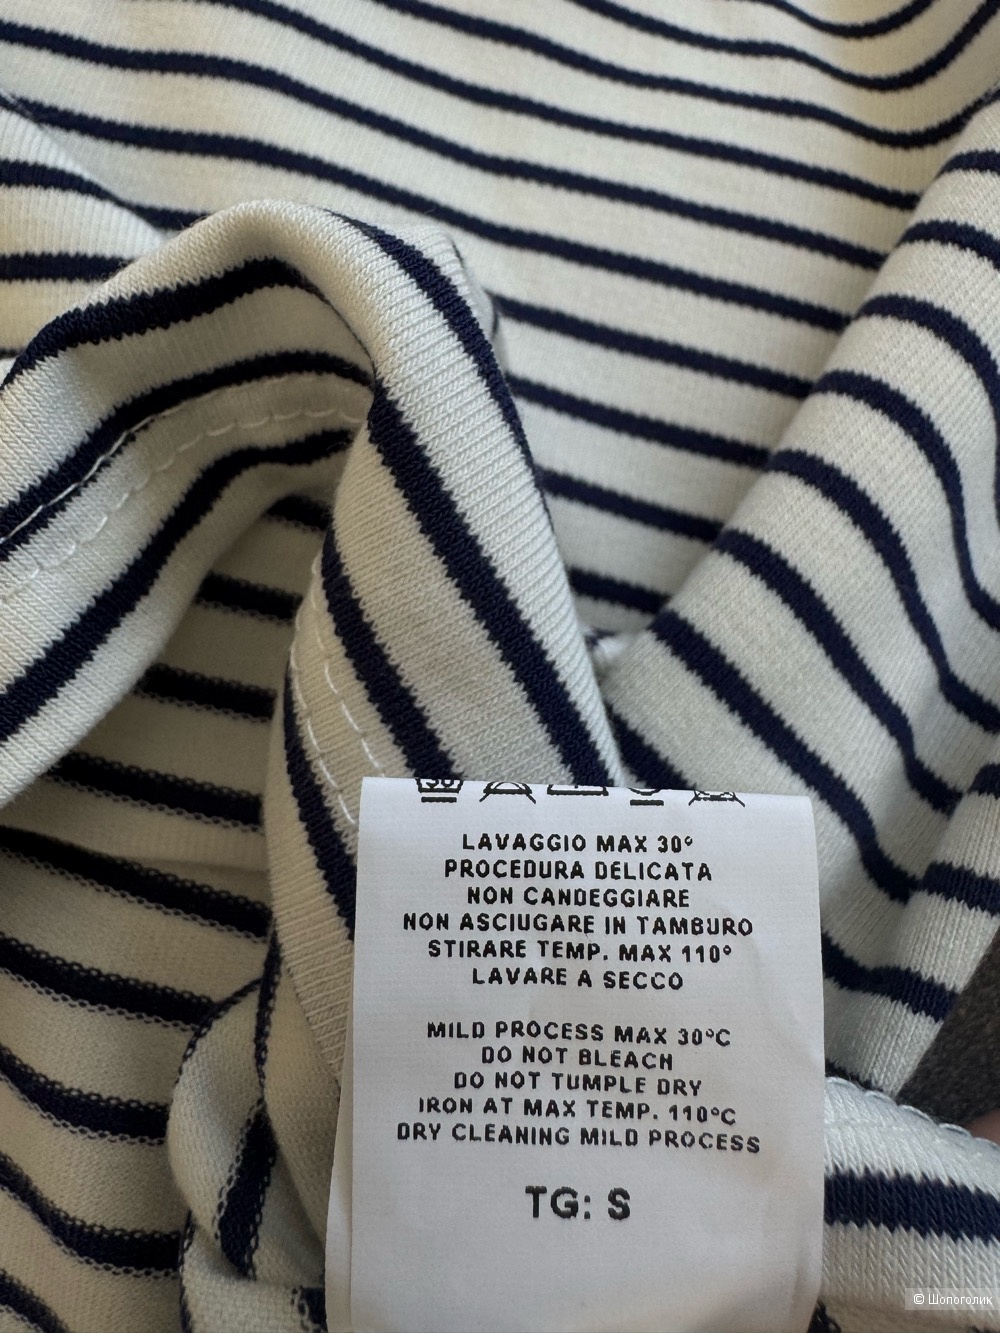 LAVAGGIO MAX 30°
PROCEDURA DELICATA
NON CANDEGGIARE
NON ASCIUGARE IN TAMBURO
STIRARE TEMP. MAX 110°
LAVARE A SECCO
MILD PROCESS MAX 30°C
DO NOT BLEACH
DO NOT TUMPLE DRY
IRON AT MAX TEMP. 110°C
DRY CLEANING MILD PROCESS
TG: S
© Шопоголик